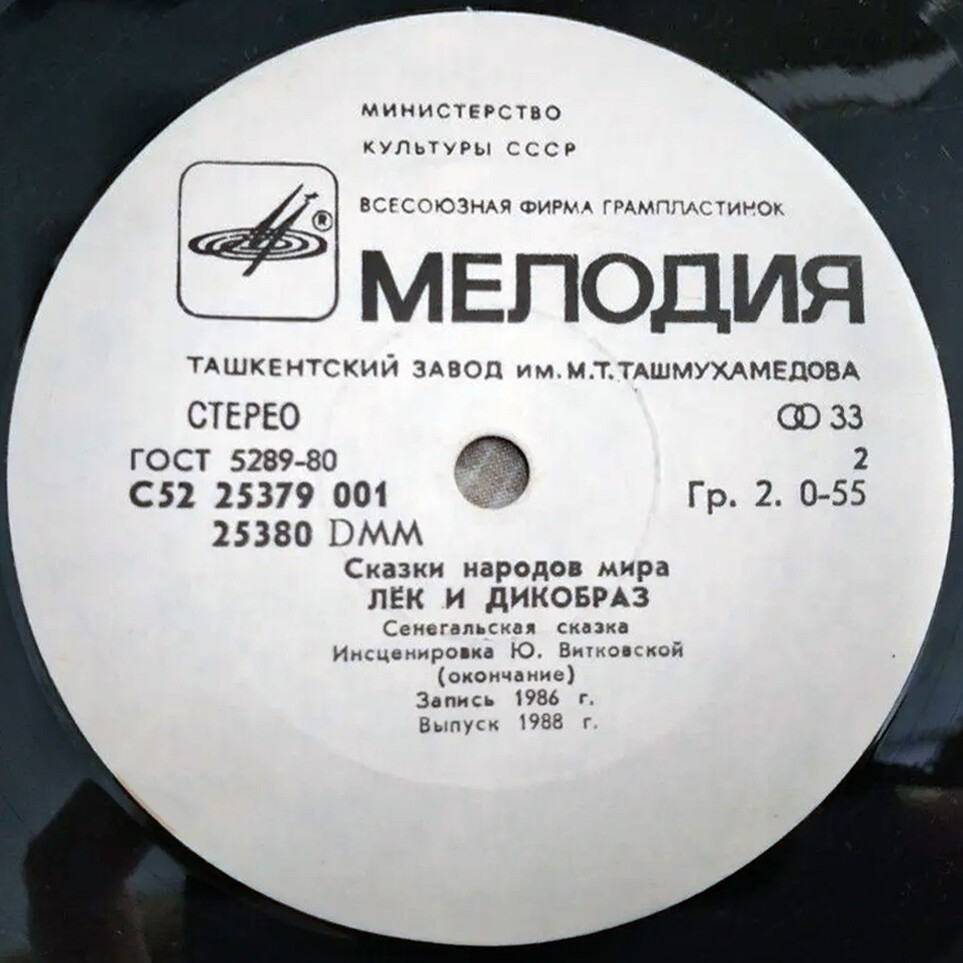 МИНИСТЕРСТВО
КУЛЬТУРЫ СССР
ВСЕСОЮЗНАЯ ФИРМА ГРАМПЛАСТИНОК
®
МЕЛОДИЯ
ТАШКЕНТСКИЙ ЗАВОД ИМ. М.Т. ТАШМУХАМЕДОВА
СТЕРЕО 33
ГОСТ 5289-80 2
С52 25379 001 Гр. 2. 0-55
25380 DMM
Сказки народов мира
ЛЁК И ДИКОБРАЗ
Сенегальская сказка
Инсценировка Ю. Витковской
(окончание)
Запись 1986 г.
Выпуск 1988 г.